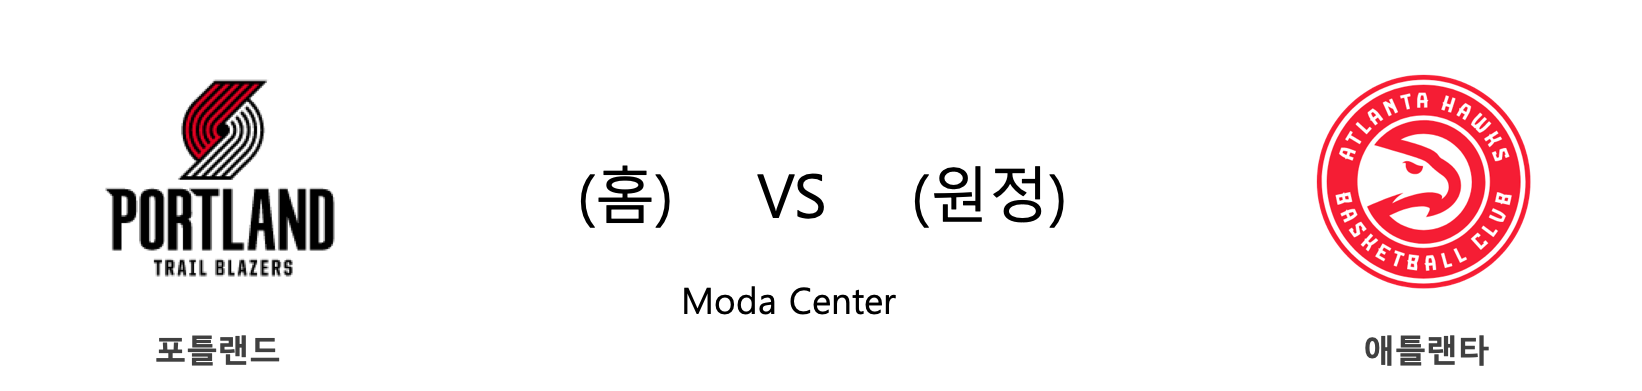 PORTLAND
TRAIL BLAZERS
포틀랜드
(홈) VS (원정)
Moda Center
ATLANTA HAWKS
BASKETBALL CLUB
애틀랜타